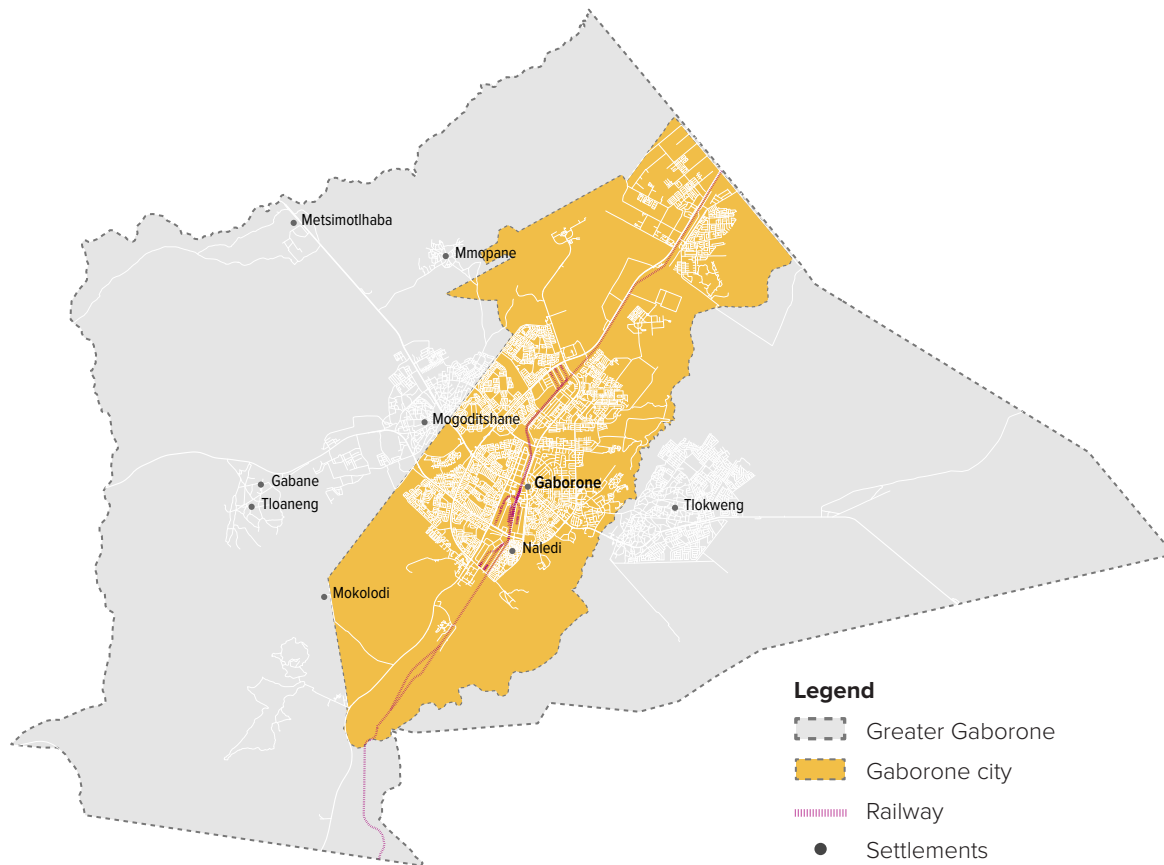 Metsimotlhaba
Mmopane
Mogoditshane
Gabane
Tloaneng
Gaborone
Tlokweng
Naledi
Mokolodi
Legend
Greater Gaborone
Gaborone city
Railway
Settlements